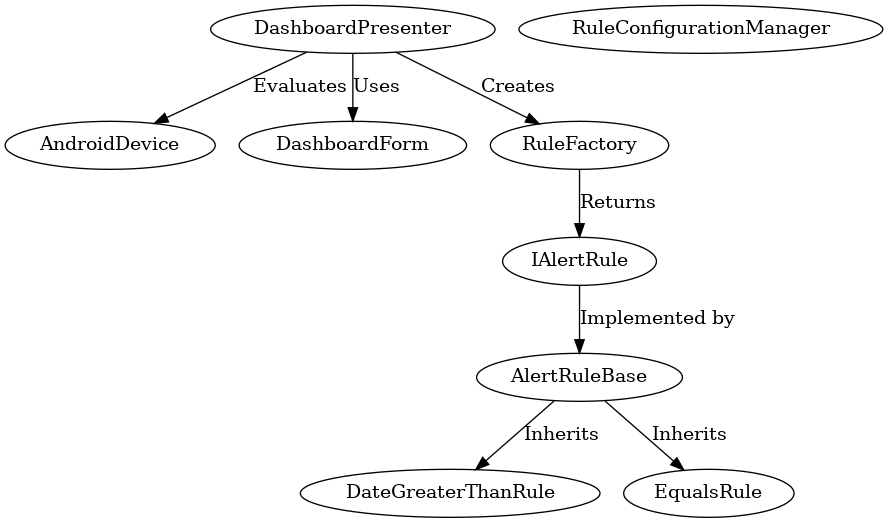 DashboardPresenter
RuleConfigurationManager
Evaluates
Uses
Creates
AndroidDevice
DashboardForm
RuleFactory
Returns
IAlertRule
Implemented by
AlertRuleBase
Inherits
Inherits
DateGreaterThanRule
EqualsRule